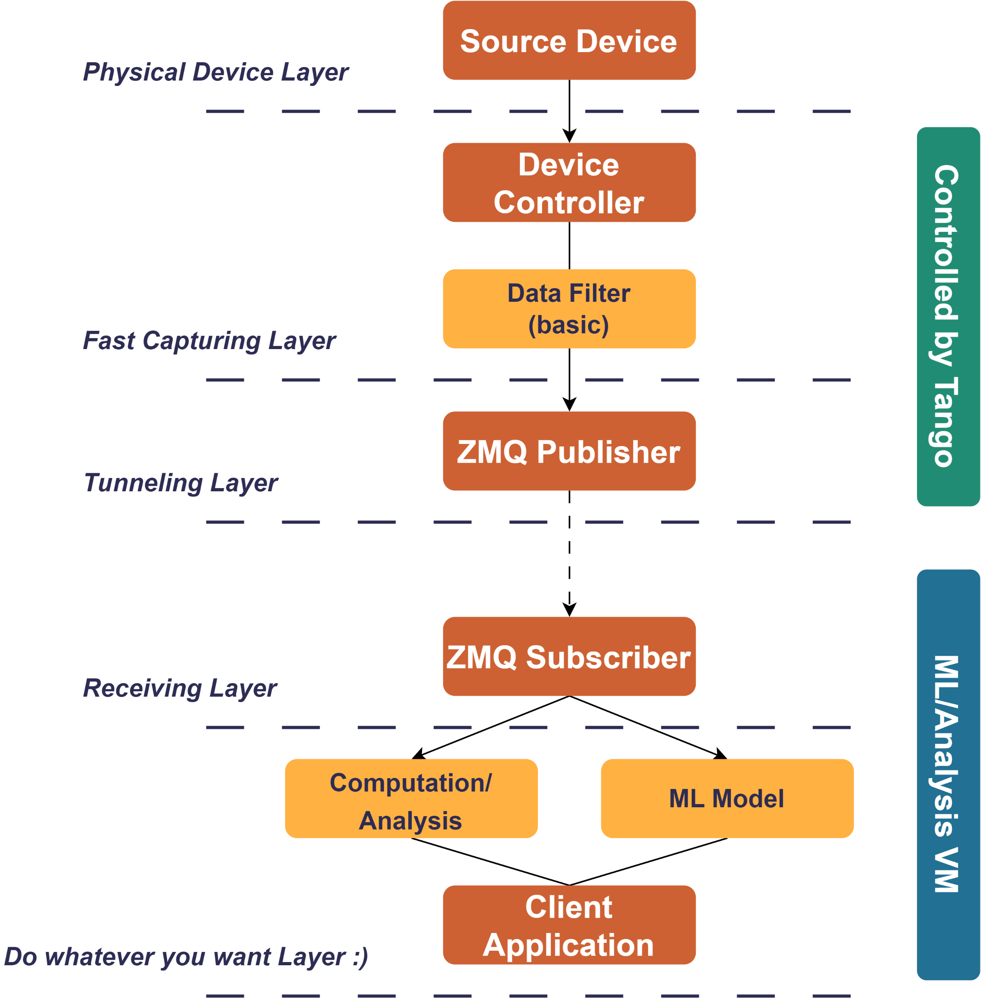 Source Device
Physical Device Layer
Device
Controller
Data Filter
(basic)
Fast Capturing Layer
Controlled by Tango
ZMQ Publisher
Tunneling Layer
ZMQ Subscriber
Receiving Layer
Computation/
Analysis
ML Model
ML/Analysis VM
Client
Application
Do whatever you want Layer :)